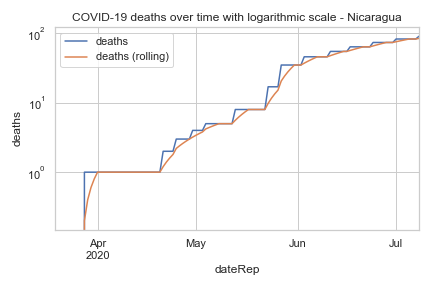 COVID-19 deaths over time with logarithmic scale - Nicaragua
deaths
deaths (rolling)
10²
10¹
10⁰
deaths
Apr
2020
May
Jun
Jul
dateRep